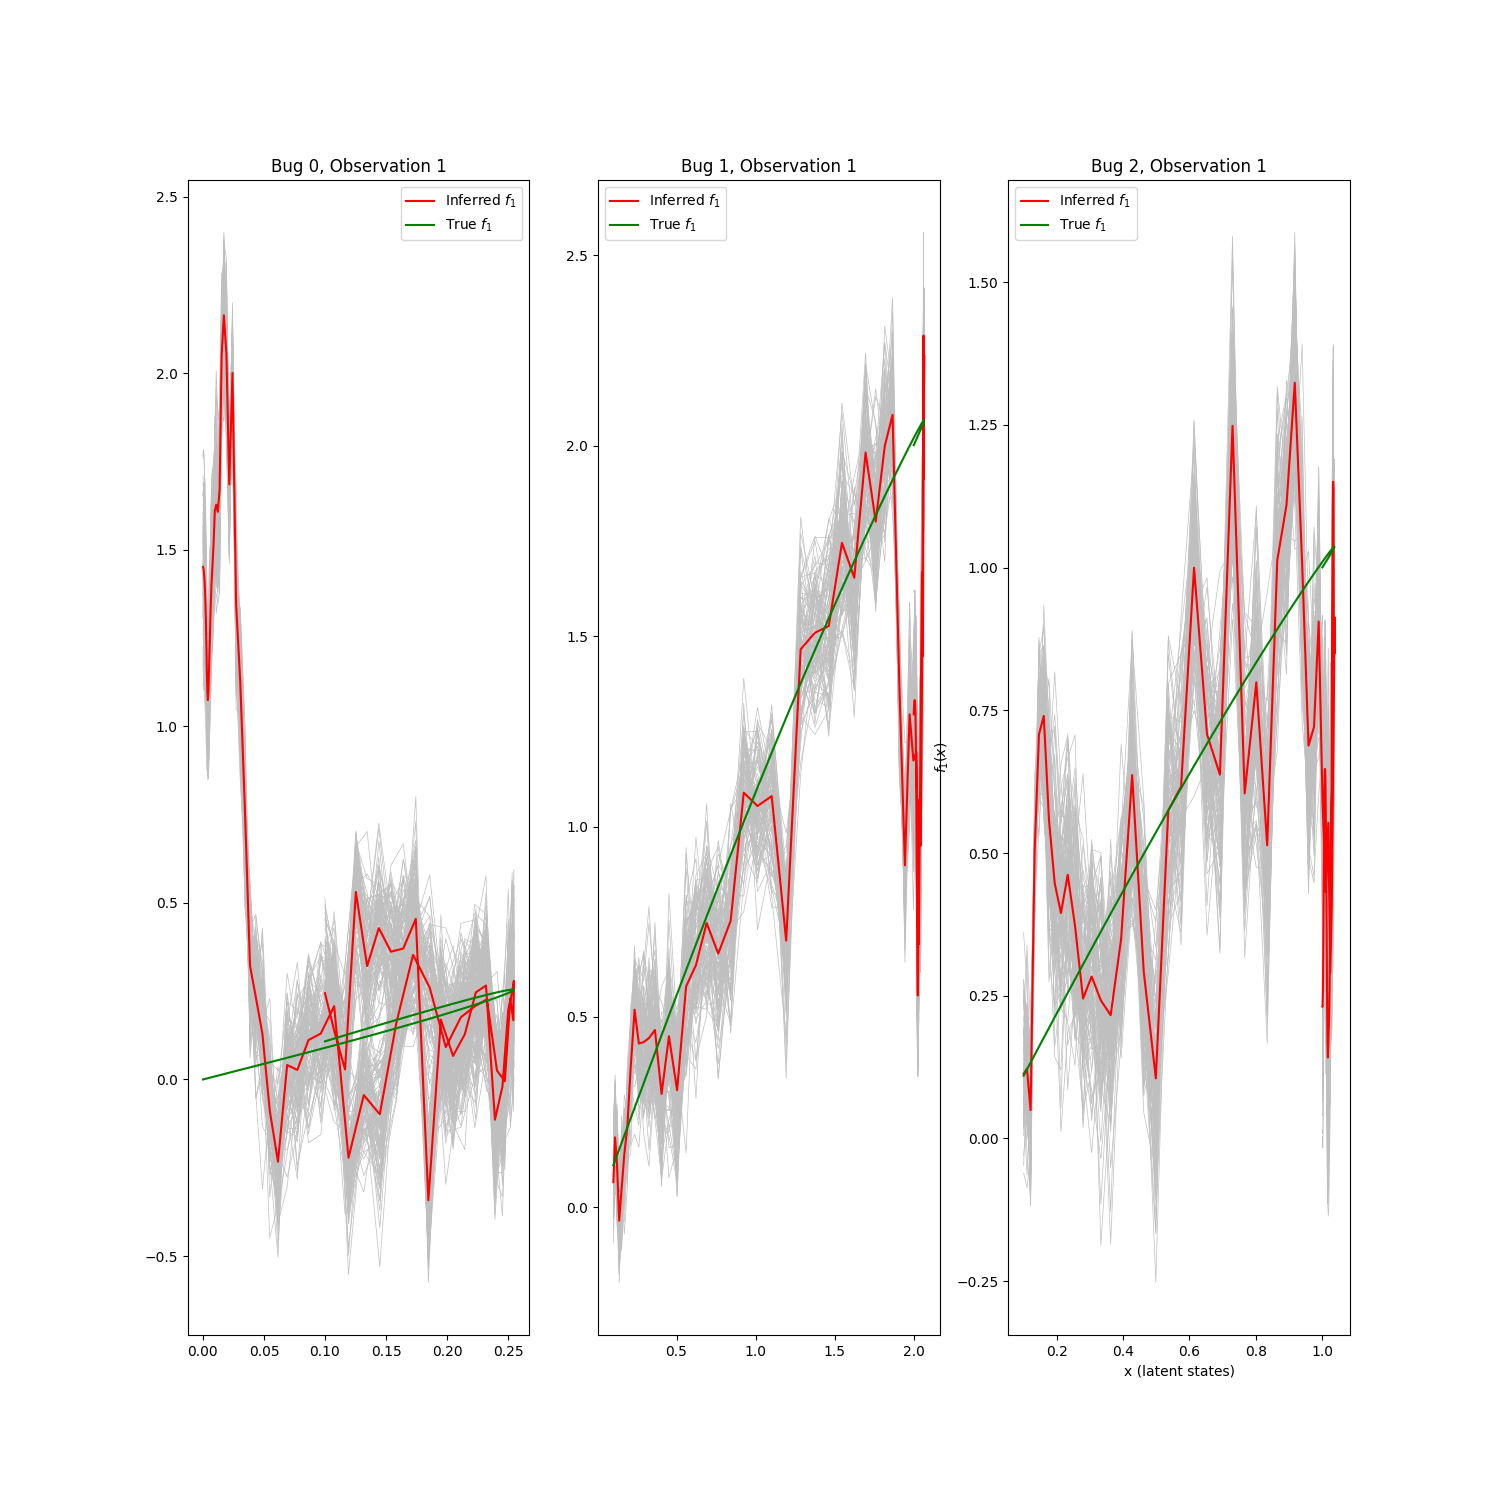 Bug 0, Observation 1
Inferred f₁
True f₁
2.5
2.0
1.5
1.0
0.5
0.0
−0.5
0.00 0.05 0.10 0.15 0.20 0.25
Bug 1, Observation 1
Inferred f₁
True f₁
2.5
2.0
1.5
1.0
0.5
0.0
0.5 1.0 1.5 2.0
Bug 2, Observation 1
Inferred f₁
True f₁
f₁(x)
1.50
1.25
1.00
0.75
0.50
0.25
0.00
−0.25
0.2 0.4 0.6 0.8 1.0
x (latent states)